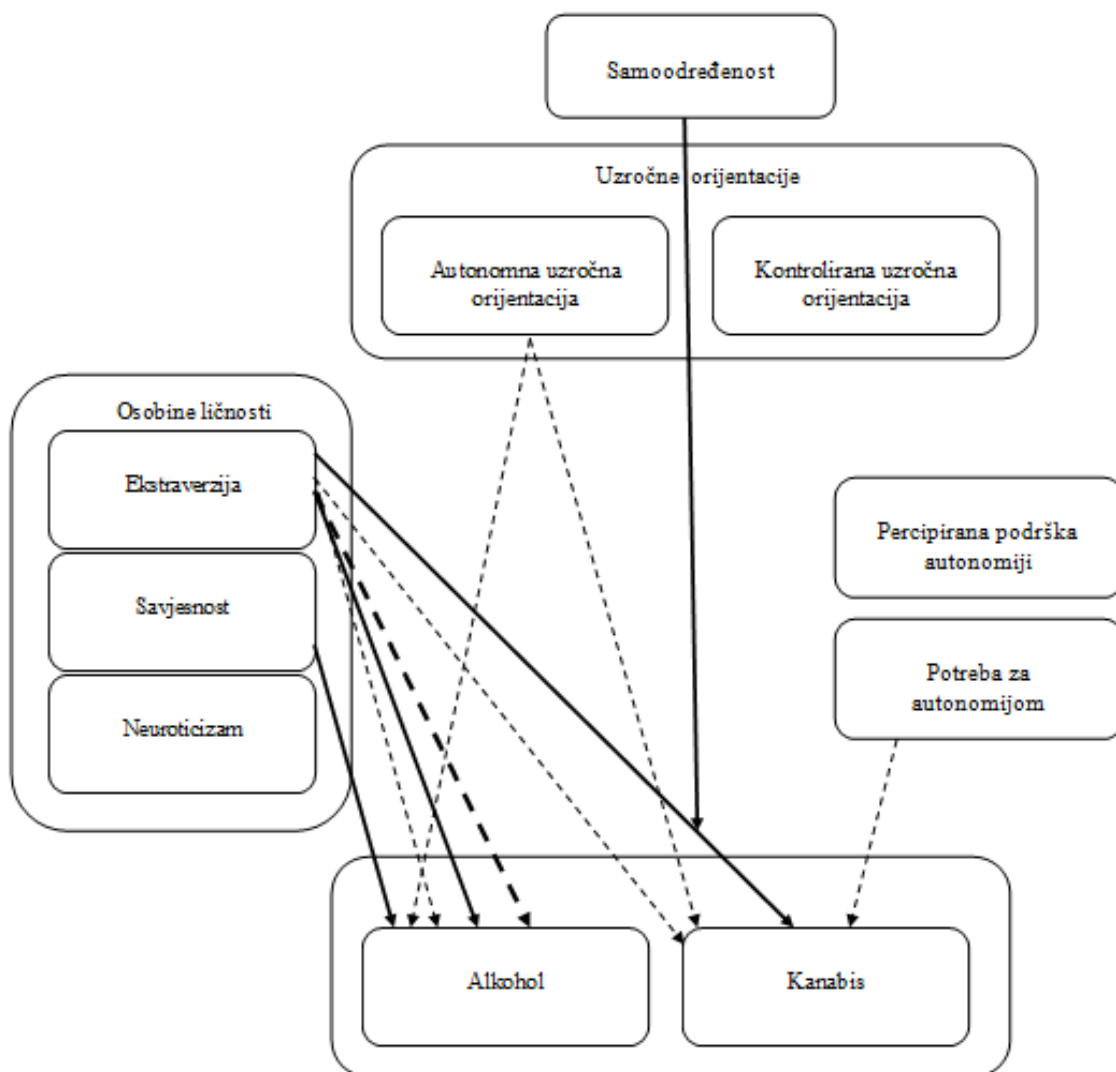 Samoodređenost
Uzročne orijentacije
Autonomna uzročna
orijentacija
Kontrolirana uzročna
orijentacija
Osobine ličnosti
Ekstraverzija
Savjesnost
Neuroticizam
Percipirana podrška
autonomiji
Potreba za
autonomijom
Alkohol
Kanabis